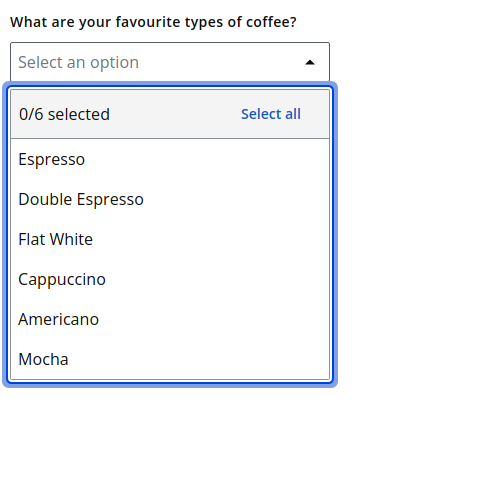 What are your favourite types of coffee?
Select an option
0/6 selected Select all
Espresso
Double Espresso
Flat White
Cappuccino
Americano
Mocha